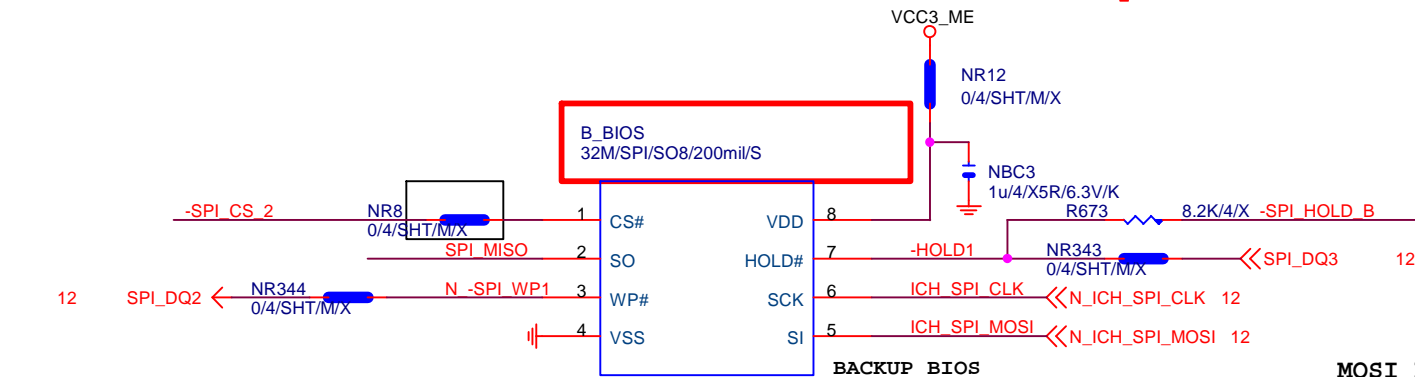 VCC3_ME
NR12
0/4/SHT/M/X
B_BIOS
32M/SPI/SO8/200mil/S
NBC3
1u/4/X5R/6.3V/K
-SPI_CS_2
NR8
0/4/SHT/M/X
1
CS#
VDD
8
R673
8.2K/4/X
-SPI_HOLD_B
SPI_MISO
2
SO
HOLD#
7
-HOLD1
NR343
0/4/SHT/M/X
SPI_DQ3
12
12
SPI_DQ2
NR344
0/4/SHT/M/X
N_-SPI_WP1
3
WP#
SCK
6
ICH_SPI_CLK
N_ICH_SPI_CLK 12
4
VSS
SI
5
ICH_SPI_MOSI
N_ICH_SPI_MOSI 12
BACKUP BIOS
MOSI